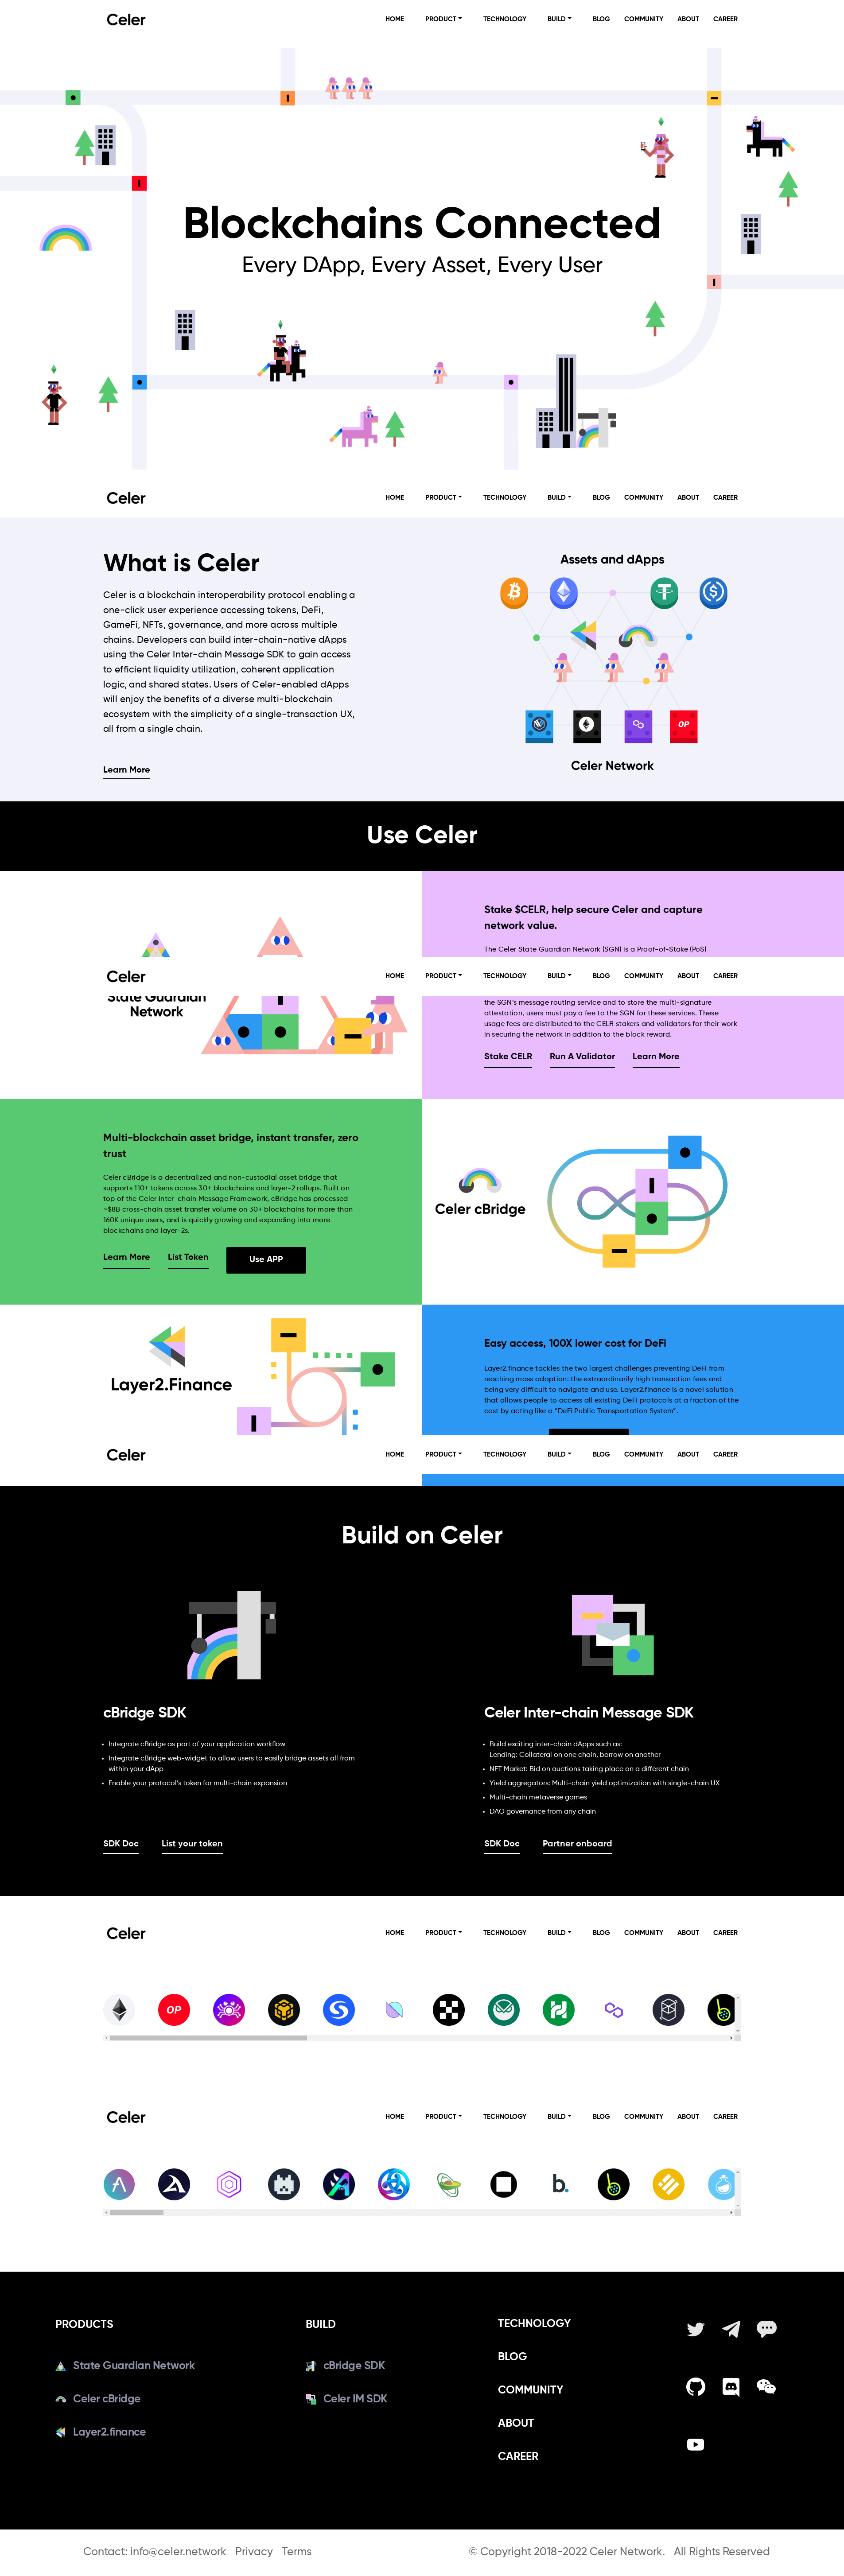 Celer
HOME PRODUCT TECHNOLOGY BUILD BLOG COMMUNITY ABOUT CAREER
Blockchains Connected
Every DApp, Every Asset, Every User
Celer
HOME PRODUCT TECHNOLOGY BUILD BLOG COMMUNITY ABOUT CAREER
What is Celer
Celer is a blockchain interoperability protocol enabling a
one-click user experience accessing tokens, DeFi,
GameFi, NFTs, governance, and more across multiple
chains. Developers can build inter-chain-native dApps
using the Celer Inter-chain Message SDK to gain access
to efficient liquidity utilization, coherent application
logic, and shared states. Users of Celer-enabled dApps
will enjoy the benefits of a diverse multi-blockchain
ecosystem with the simplicity of a single-transaction UX,
all from a single chain.
Learn More
Assets and dApps
OP
Celer Network
Use Celer
Stake $CELR, help secure Celer and capture
network value.
The Celer State Guardian Network (SGN) is a Proof-of-Stake (PoS)
Celer
HOME PRODUCT TECHNOLOGY BUILD BLOG COMMUNITY ABOUT CAREER
State Guardian
Network
the SGN's message routing service and to store the multi-signature
attestation, users must pay a fee to the SGN for these services. These
usage fees are distributed to the CELR stakers and validators for their work
in securing the network in addition to the block reward.
Stake CELR Run A Validator Learn More
Multi-blockchain asset bridge, instant transfer, zero
trust
Celer cBridge is a decentralized and non-custodial asset bridge that
supports 110+ tokens across 30+ blockchains and layer-2 rollups. Built on
top of the Celer Inter-chain Message Framework, cBridge has processed
~$8B cross-chain asset transfer volume on 30+ blockchains for more than
160K unique users, and is quickly growing and expanding into more
blockchains and layer-2s.
Learn More List Token Use APP
Celer cBridge
Layer2.Finance
Easy access, 100X lower cost for DeFi
Layer2.finance tackles the two largest challenges preventing DeFi from
reaching mass adoption: the extraordinarily high transaction fees and
being very difficult to navigate and use. Layer2.finance is a novel solution
that allows people to access all existing DeFi protocols at a fraction of the
cost by acting like a "DeFi Public Transportation System".
Celer
HOME PRODUCT TECHNOLOGY BUILD BLOG COMMUNITY ABOUT CAREER
Build on Celer
cBridge SDK
Integrate cBridge as part of your application workflow
Integrate cBridge web-widget to allow users to easily bridge assets all from
within your dApp
Enable your protocol's token for multi-chain expansion
SDK Doc List your token
Celer Inter-chain Message SDK
Build exciting inter-chain dApps such as:
Lending: Collateral on one chain, borrow on another
NFT Market: Bid on auctions taking place on a different chain
Yield aggregators: Multi-chain yield optimization with single-chain UX
Multi-chain metaverse games
DAO governance from any chain
SDK Doc Partner onboard
Celer
HOME PRODUCT TECHNOLOGY BUILD BLOG COMMUNITY ABOUT CAREER
OP
Celer
HOME PRODUCT TECHNOLOGY BUILD BLOG COMMUNITY ABOUT CAREER
b.
PRODUCTS
State Guardian Network
Celer cBridge
Layer2.finance
BUILD
cBridge SDK
Celer IM SDK
TECHNOLOGY
BLOG
COMMUNITY
ABOUT
CAREER
Contact: info@celer.network Privacy Terms
© Copyright 2018-2022 Celer Network. All Rights Reserved